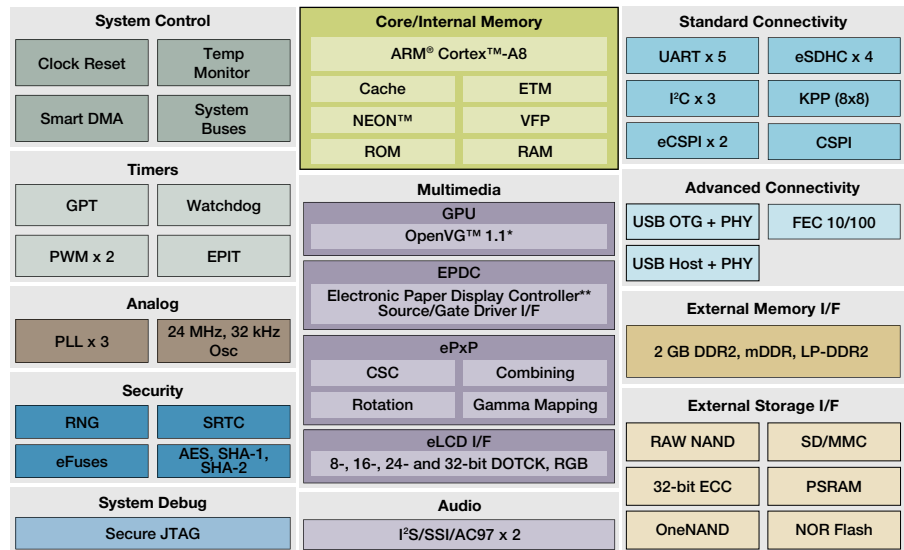 System Control
Clock Reset
Temp
Monitor
Smart DMA
System
Buses
Timers
GPT
Watchdog
PWM x 2
EPIT
Analog
PLL x 3
24 MHz, 32 kHz
Osc
Security
RNG
SRTC
eFuses
AES, SHA-1,
SHA-2
System Debug
Secure JTAG
Core/Internal Memory
ARM® Cortex™-A8
Cache
ETM
NEON™
VFP
ROM
RAM
Multimedia
GPU
OpenVG™ 1.1*
EPDC
Electronic Paper Display Controller**
Source/Gate Driver I/F
ePxP
CSC
Combining
Rotation
Gamma Mapping
eLCD I/F
8-, 16-, 24- and 32-bit DOTCK, RGB
Audio
I²S/SSI/AC97 x 2
Standard Connectivity
UART x 5
eSDHC x 4
I²C x 3
KPP (8x8)
eCSPI x 2
CSPI
Advanced Connectivity
USB OTG + PHY
FEC 10/100
USB Host + PHY
External Memory I/F
2 GB DDR2, mDDR, LP-DDR2
External Storage I/F
RAW NAND
SD/MMC
32-bit ECC
PSRAM
OneNAND
NOR Flash